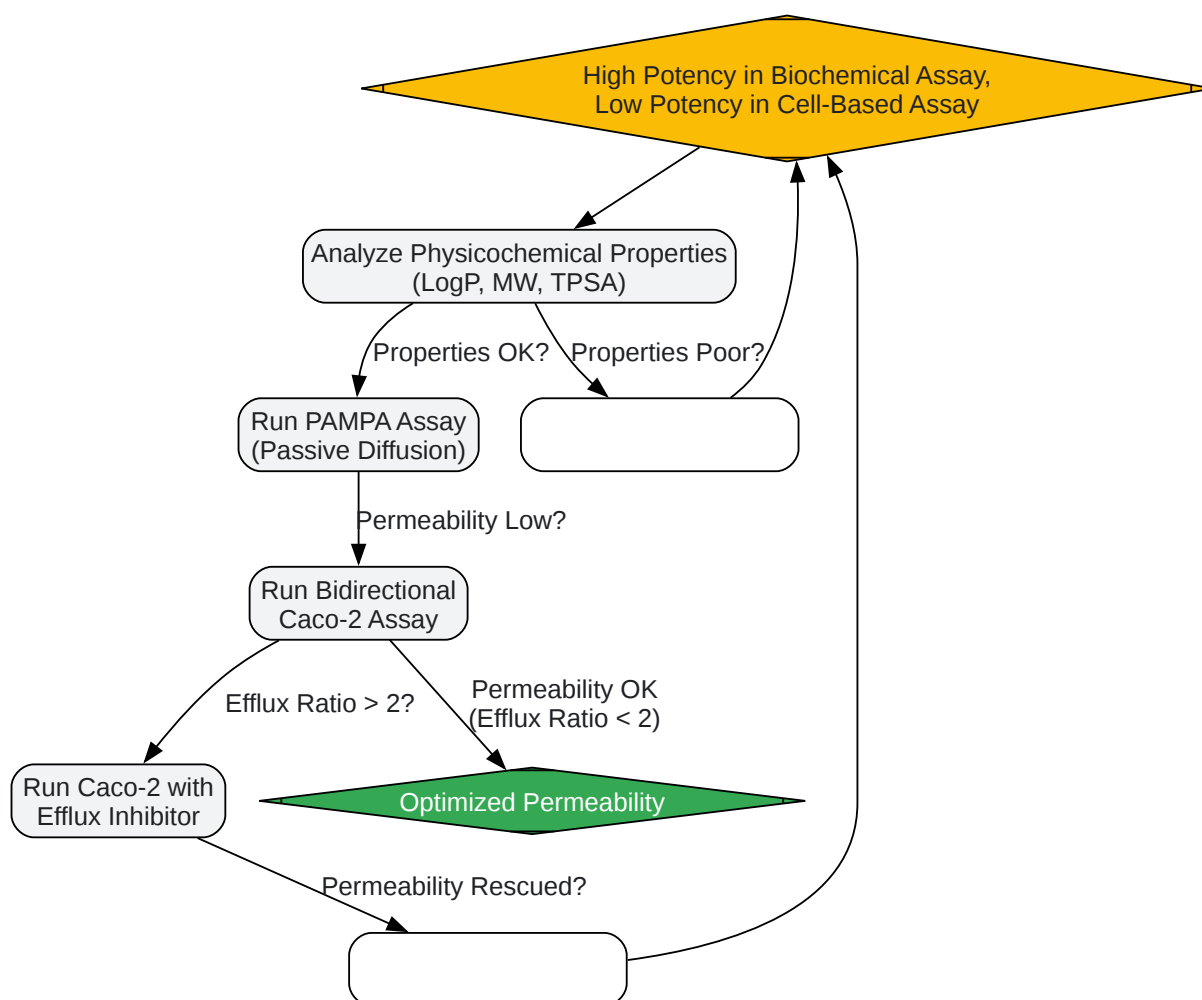 High Potency in Biochemical Assay,
Low Potency in Cell-Based Assay
Analyze Physicochemical Properties
(LogP, MW, TPSA)
Properties OK?
Properties Poor?
Run PAMPA Assay
(Passive Diffusion)
Permeability Low?
Run Bidirectional
Caco-2 Assay
Efflux Ratio > 2?
Permeability OK
(Efflux Ratio < 2)
Run Caco-2 with
Efflux Inhibitor
Optimized Permeability
Permeability Rescued?